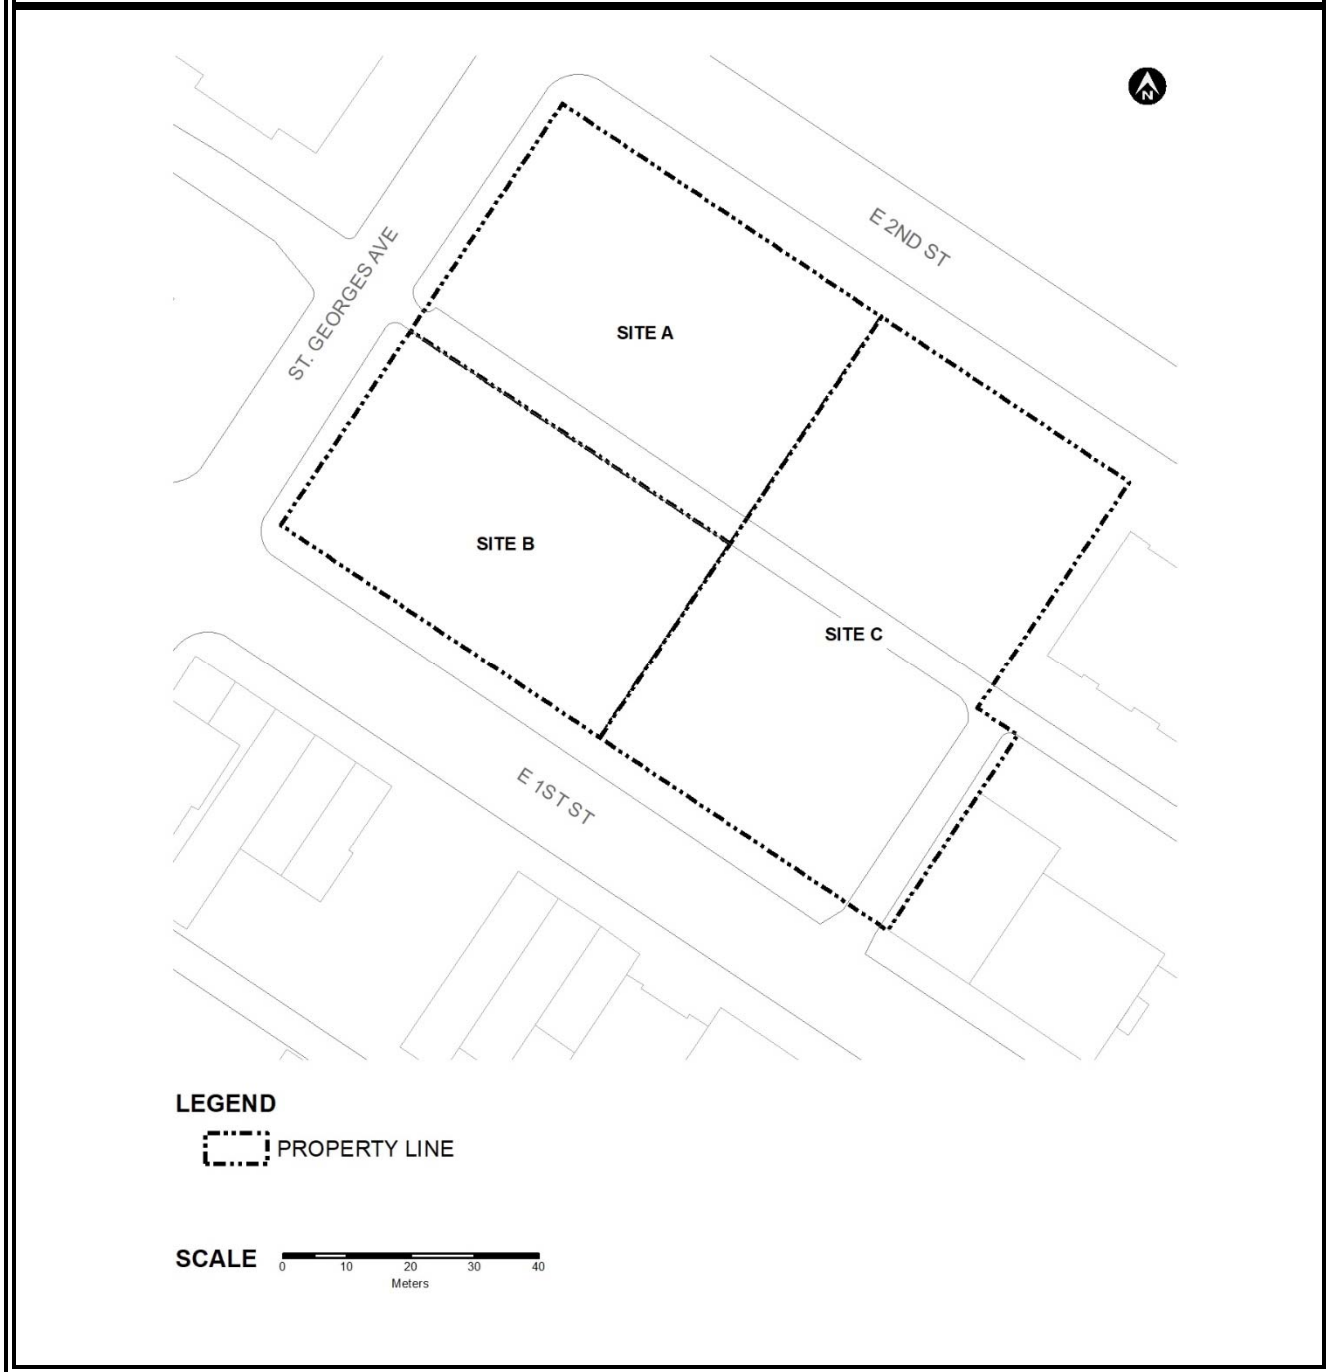 N
E 2ND ST
ST. GEORGES AVE
SITE A
SITE B
SITE C
E 1ST ST
LEGEND
PROPERTY LINE
SCALE
0 10 20 30 40
Meters